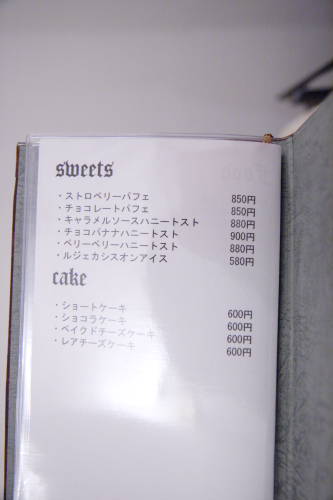 sweets
・ストロベリーパフェ 850円
・チョコレートパフェ 850円
・キャラメルソースハニートスト 880円
・チョコバナナハニートスト 900円
・ベリーベリーハニートスト 880円
・ルジェカシスオンアイス 580円
cake
・ショートケーキ 600円
・ショコラケーキ 600円
・ベイクドチーズケーキ 600円
・レアチーズケーキ 600円